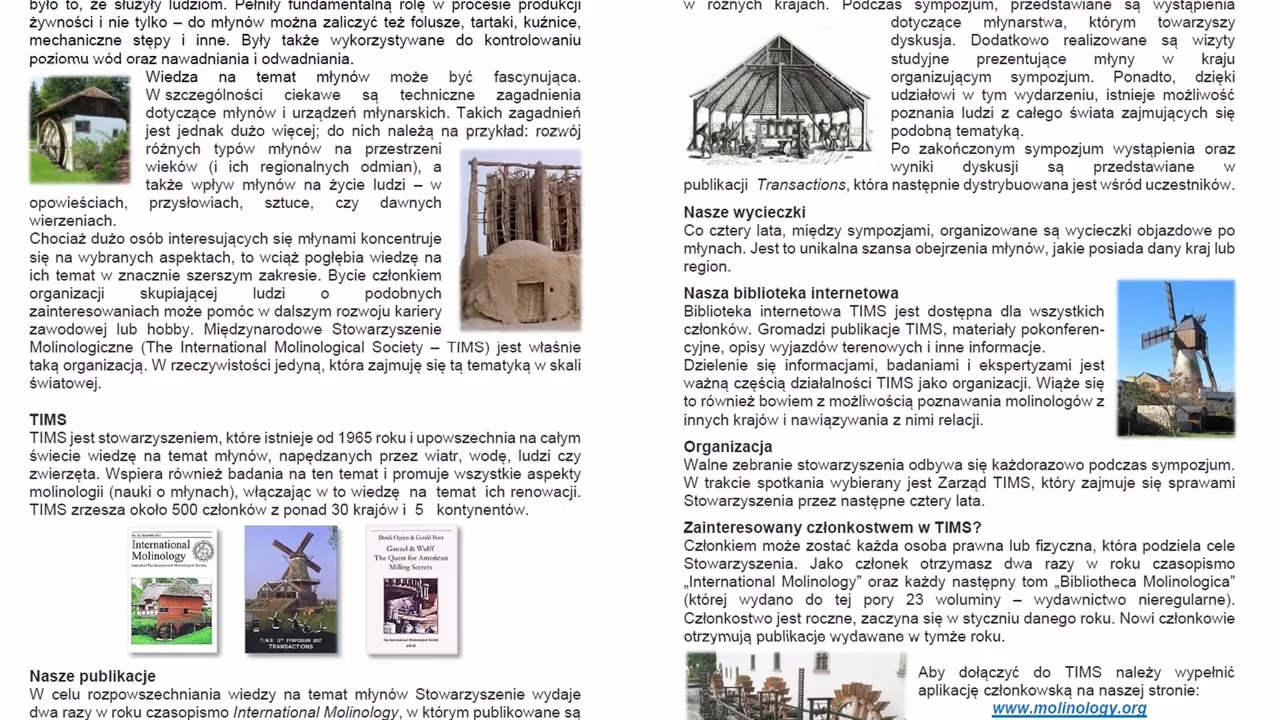 było to, że służyły ludziom. Pełniły fundamentalną rolę w procesie produkcji
żywności i nie tylko – do młynów można zaliczyć też folusze, tartaki, kuźnice,
mechaniczne stępy i inne. Były także wykorzystywane do kontrolowaniu
poziomu wód oraz nawadniania i odwadniania.
Wiedza na temat młynów może być fascynująca.
W szczególności ciekawe są techniczne zagadnienia
dotyczące młynów i urządzeń młynarskich. Takich zagadnień
jest jednak dużo więcej; do nich należą na przykład: rozwój
różnych typów młynów na przestrzeni
wieków (i ich regionalnych odmian), a
także wpływ młynów na życie ludzi – w
opowieściach, przysłowiach, sztuce, czy dawnych
wierzeniach.
Chociaż dużo osób interesujących się młynami koncentruje
się na wybranych aspektach, to wciąż pogłębia wiedzę na
ich temat w znacznie szerszym zakresie. Bycie członkiem
organizacji skupiającej ludzi o podobnych
zainteresowaniach może pomóc w dalszym rozwoju kariery
zawodowej lub hobby. Międzynarodowe Stowarzyszenie
Molinologiczne (The International Molinological Society – TIMS) jest właśnie
taką organizacją. W rzeczywistości jedyną, która zajmuje się tą tematyką w skali
światowej.
TIMS
TIMS jest stowarzyszeniem, które istnieje od 1965 roku i upowszechnia na całym
świecie wiedzę na temat młynów, napędzanych przez wiatr, wodę, ludzi czy
zwierzęta. Wspiera również badania na ten temat i promuje wszystkie aspekty
molinologii (nauki o młynach), włączając w to wiedzę na temat ich renowacji.
TIMS zrzesza około 500 członków z ponad 30 krajów i 5 kontynentów.
International
Molinology
T.I.M.S. 12TH SYMPOSIUM 2007
TRANSACTIONS
Derek Ogden & Gerald Bost
Ganzel & Wulff
The Quest for American
Milling Secrets
Nasze publikacje
W celu rozpowszechniania wiedzy na temat młynów Stowarzyszenie wydaje
dwa razy w roku czasopismo International Molinology, w którym publikowane są
w różnych krajach. Podczas sympozjum, przedstawiane są wystąpienia
dotyczące młynarstwa, którym towarzyszy
dyskusja. Dodatkowo realizowane są wizyty
studyjne prezentujące młyny w kraju
organizującym sympozjum. Ponadto, dzięki
udziałowi w tym wydarzeniu, istnieje możliwość
poznania ludzi z całego świata zajmujących się
podobną tematyką.
Po zakończonym sympozjum wystąpienia oraz
wyniki dyskusji są przedstawiane w
publikacji Transactions, która następnie dystrybuowana jest wśród uczestników.
Nasze wycieczki
Co cztery lata, między sympozjami, organizowane są wycieczki objazdowe po
młynach. Jest to unikalna szansa obejrzenia młynów, jakie posiada dany kraj lub
region.
Nasza biblioteka internetowa
Biblioteka internetowa TIMS jest dostępna dla wszystkich
członków. Gromadzi publikacje TIMS, materiały pokonferen-
cyjne, opisy wyjazdów terenowych i inne informacje.
Dzielenie się informacjami, badaniami i ekspertyzami jest
ważną częścią działalności TIMS jako organizacji. Wiąże się
to również bowiem z możliwością poznawania molinologów z
innych krajów i nawiązywania z nimi relacji.
Organizacja
Walne zebranie stowarzyszenia odbywa się każdorazowo podczas sympozjum.
W trakcie spotkania wybierany jest Zarząd TIMS, który zajmuje się sprawami
Stowarzyszenia przez następne cztery lata.
Zainteresowany członkostwem w TIMS?
Członkiem może zostać każda osoba prawna lub fizyczna, która podziela cele
Stowarzyszenia. Jako członek otrzymasz dwa razy w roku czasopismo
„International Molinology” oraz każdy następny tom „Bibliotheca Molinologica”
(której wydano do tej pory 23 woluminy – wydawnictwo nieregularne).
Członkostwo jest roczne, zaczyna się w styczniu danego roku. Nowi członkowie
otrzymują publikacje wydawane w tymże roku.
Aby dołączyć do TIMS należy wypełnić
aplikację członkowską na naszej stronie:
www.molinology.org